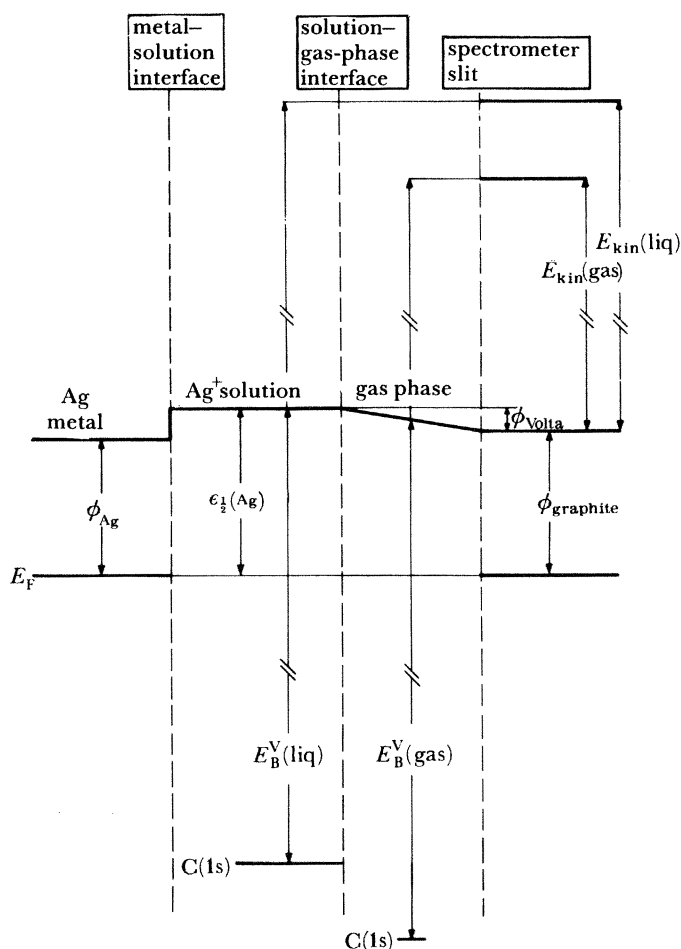 metal–
solution
interface
solution–
gas-phase
interface
spectrometer
slit
E_kin(liq)
E_kin(gas)
Ag
metal
Ag⁺ solution
gas phase
ϕ_Volta
ϕ_Ag
ϵ_½(Ag)
ϕ_graphite
E_F
E_B^V(liq)
E_B^V(gas)
C(1s)
C(1s)